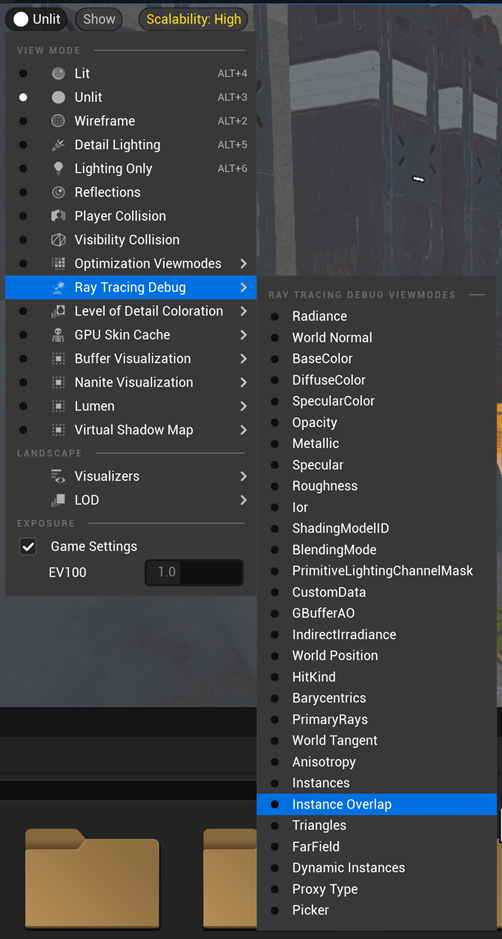 Unlit
Show
Scalability: High
VIEW MODE
Lit ALT+4
Unlit ALT+3
Wireframe ALT+2
Detail Lighting ALT+5
Lighting Only ALT+6
Reflections
Player Collision
Visibility Collision
Optimization Viewmodes
Ray Tracing Debug
Level of Detail Coloration
GPU Skin Cache
Buffer Visualization
Nanite Visualization
Lumen
Virtual Shadow Map
LANDSCAPE
Visualizers
LOD
EXPOSURE
Game Settings
EV100 1.0
RAY TRACING DEBUG VIEWMODES
Radiance
World Normal
BaseColor
DiffuseColor
SpecularColor
Opacity
Metallic
Specular
Roughness
Ior
ShadingModelID
BlendingMode
PrimitiveLightingChannelMask
CustomData
GBufferAO
IndirectIrradiance
World Position
HitKind
Barycentrics
PrimaryRays
World Tangent
Anisotropy
Instances
Instance Overlap
Triangles
FarField
Dynamic Instances
Proxy Type
Picker